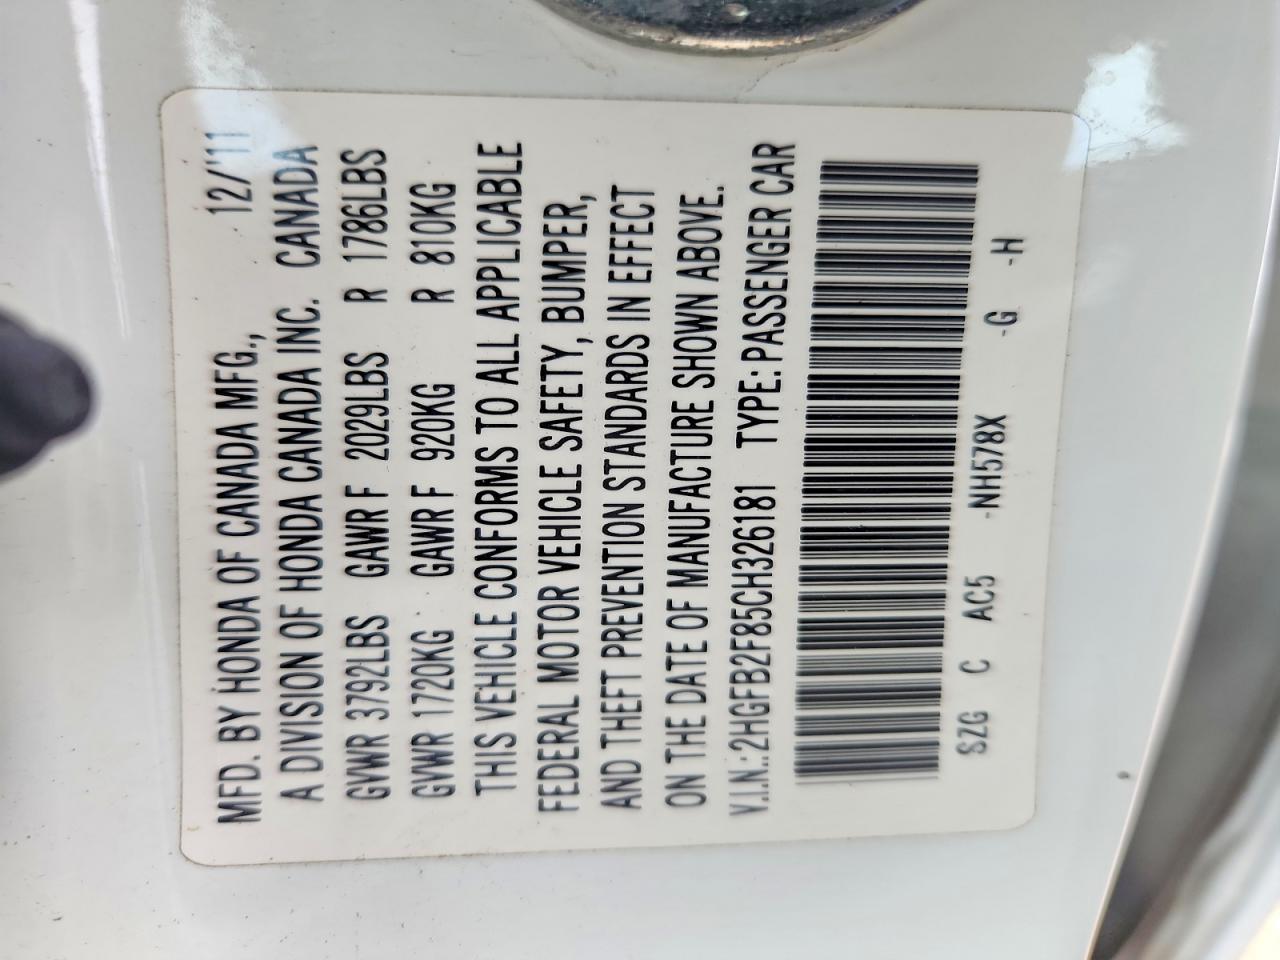 MFD. BY HONDA OF CANADA MFG., 12/'11
A DIVISION OF HONDA CANADA INC. CANADA
GVWR 3792LBS GAWR F 2029LBS R 1786LBS
GVWR 1720KG GAWR F 920KG R 810KG
THIS VEHICLE CONFORMS TO ALL APPLICABLE
FEDERAL MOTOR VEHICLE SAFETY, BUMPER,
AND THEFT PREVENTION STANDARDS IN EFFECT
ON THE DATE OF MANUFACTURE SHOWN ABOVE.
V.I.N.:2HGFB2F85CH326181 TYPE:PASSENGER CAR
SZG C AC5 -NH578X -G -H